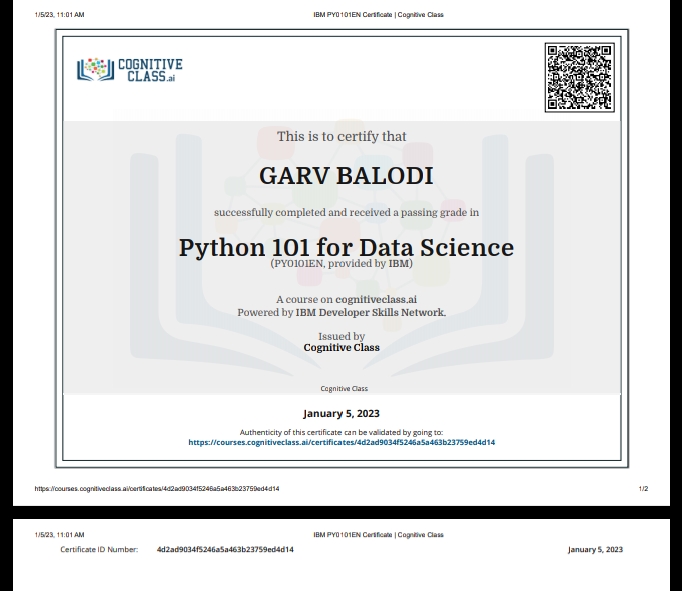 1/5/23, 11:01 AM IBM PY0101EN Certificate | Cognitive Class
COGNITIVE
CLASS.ai
This is to certify that
GARV BALODI
successfully completed and received a passing grade in
Python 101 for Data Science
(PY0101EN, provided by IBM)
A course on cognitiveclass.ai
Powered by IBM Developer Skills Network.
Issued by
Cognitive Class
Cognitive Class
January 5, 2023
Authenticity of this certificate can be validated by going to:
https://courses.cognitiveclass.ai/certificates/4d2ad9034f5246a5a463b23759ed4d14
https://courses.cognitiveclass.ai/certificates/4d2ad9034f5246a5a463b23759ed4d14 1/2
1/5/23, 11:01 AM IBM PY0101EN Certificate | Cognitive Class
Certificate ID Number: 4d2ad9034f5246a5a463b23759ed4d14 January 5, 2023